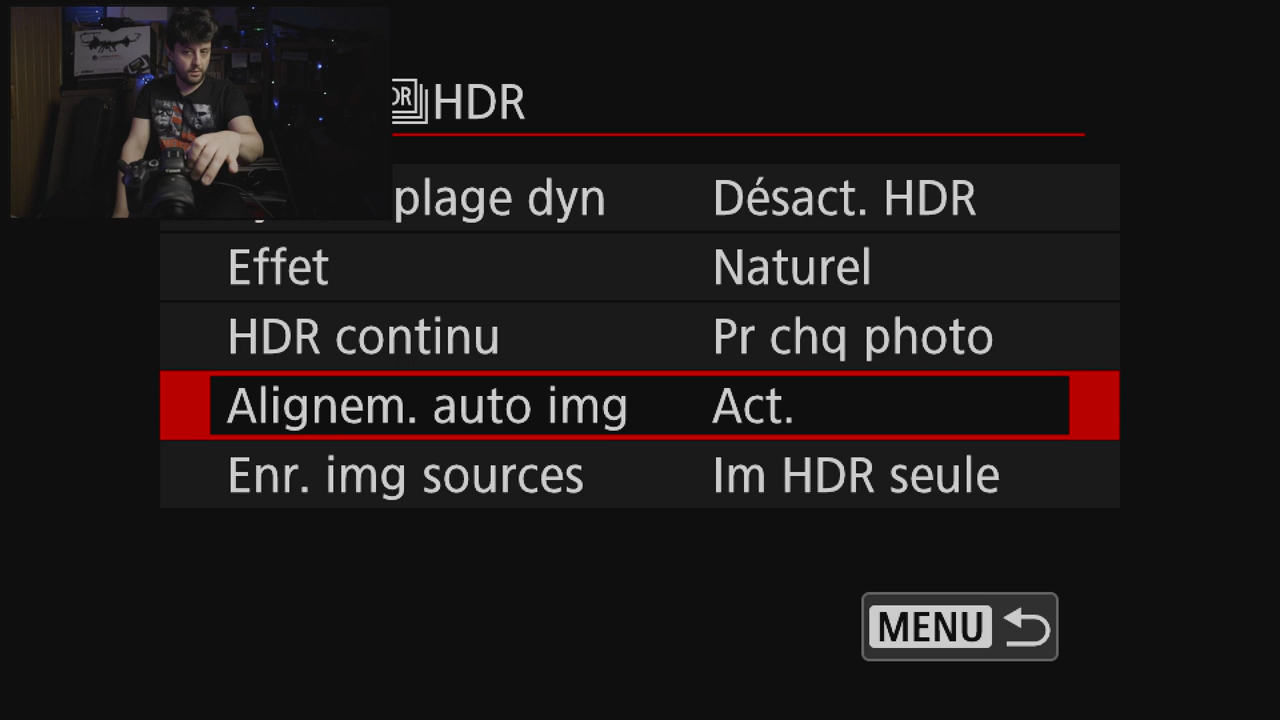 HDR
plage dyn Désact. HDR
Effet Naturel
HDR continu Pr chq photo
Alignem. auto img Act.
Enr. img sources Im HDR seule
MENU